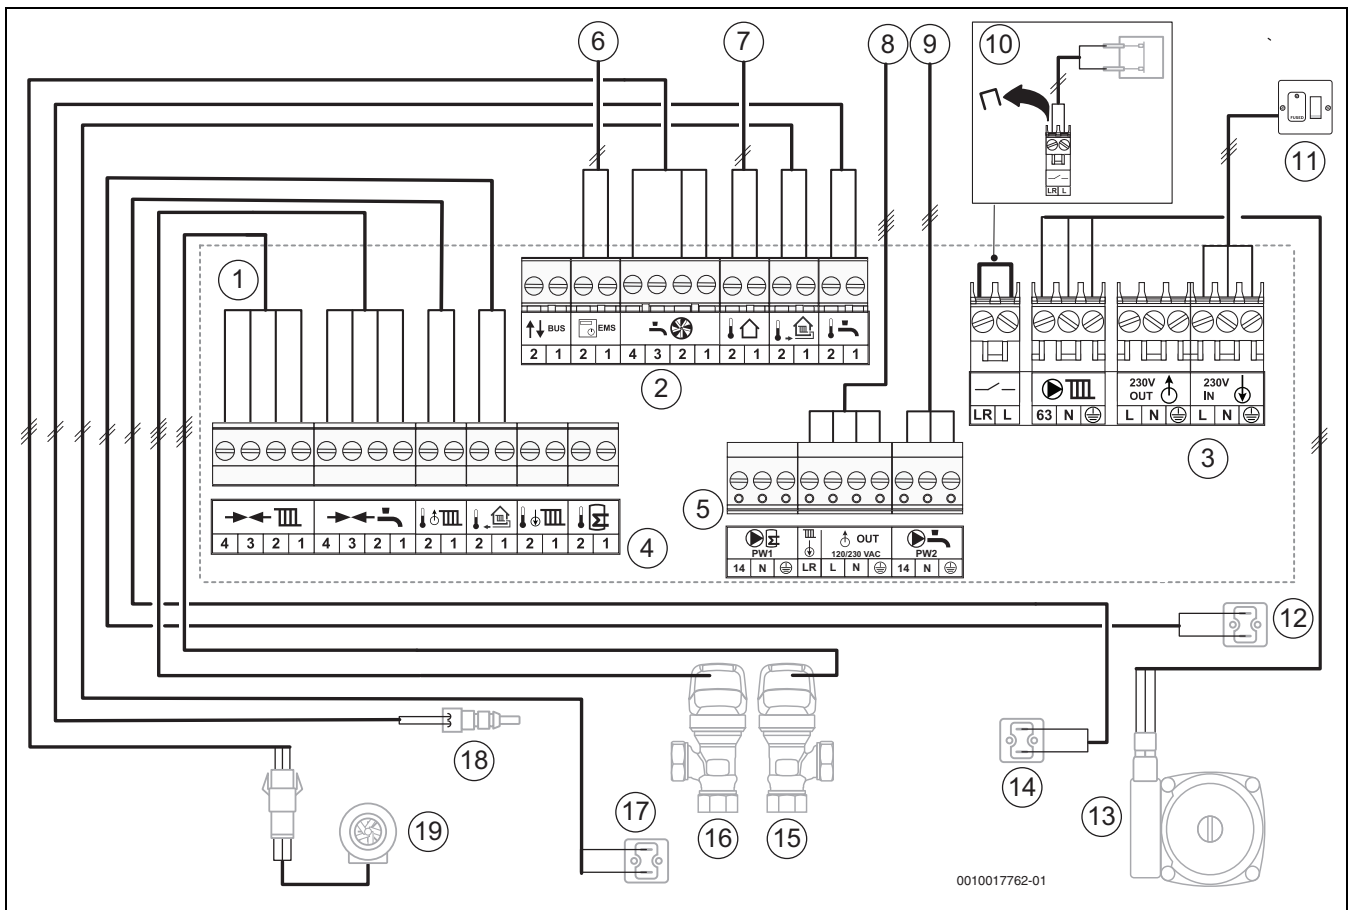 6
7
8
9
10
LR L
FUSED
11
1
BUS
EMS
2 1 2 1 4 3 2 1 2 1 2 1 2 1
2
230V
OUT
230V
IN
LR L 63 N L N L N
3
4 3 2 1 4 3 2 1 2 1 2 1 2 1 2 1
4
5
PW1
OUT
120/230 VAC
PW2
14 N LR L N 14 N
12
18
19
17
16
15
14
13
0010017762-01